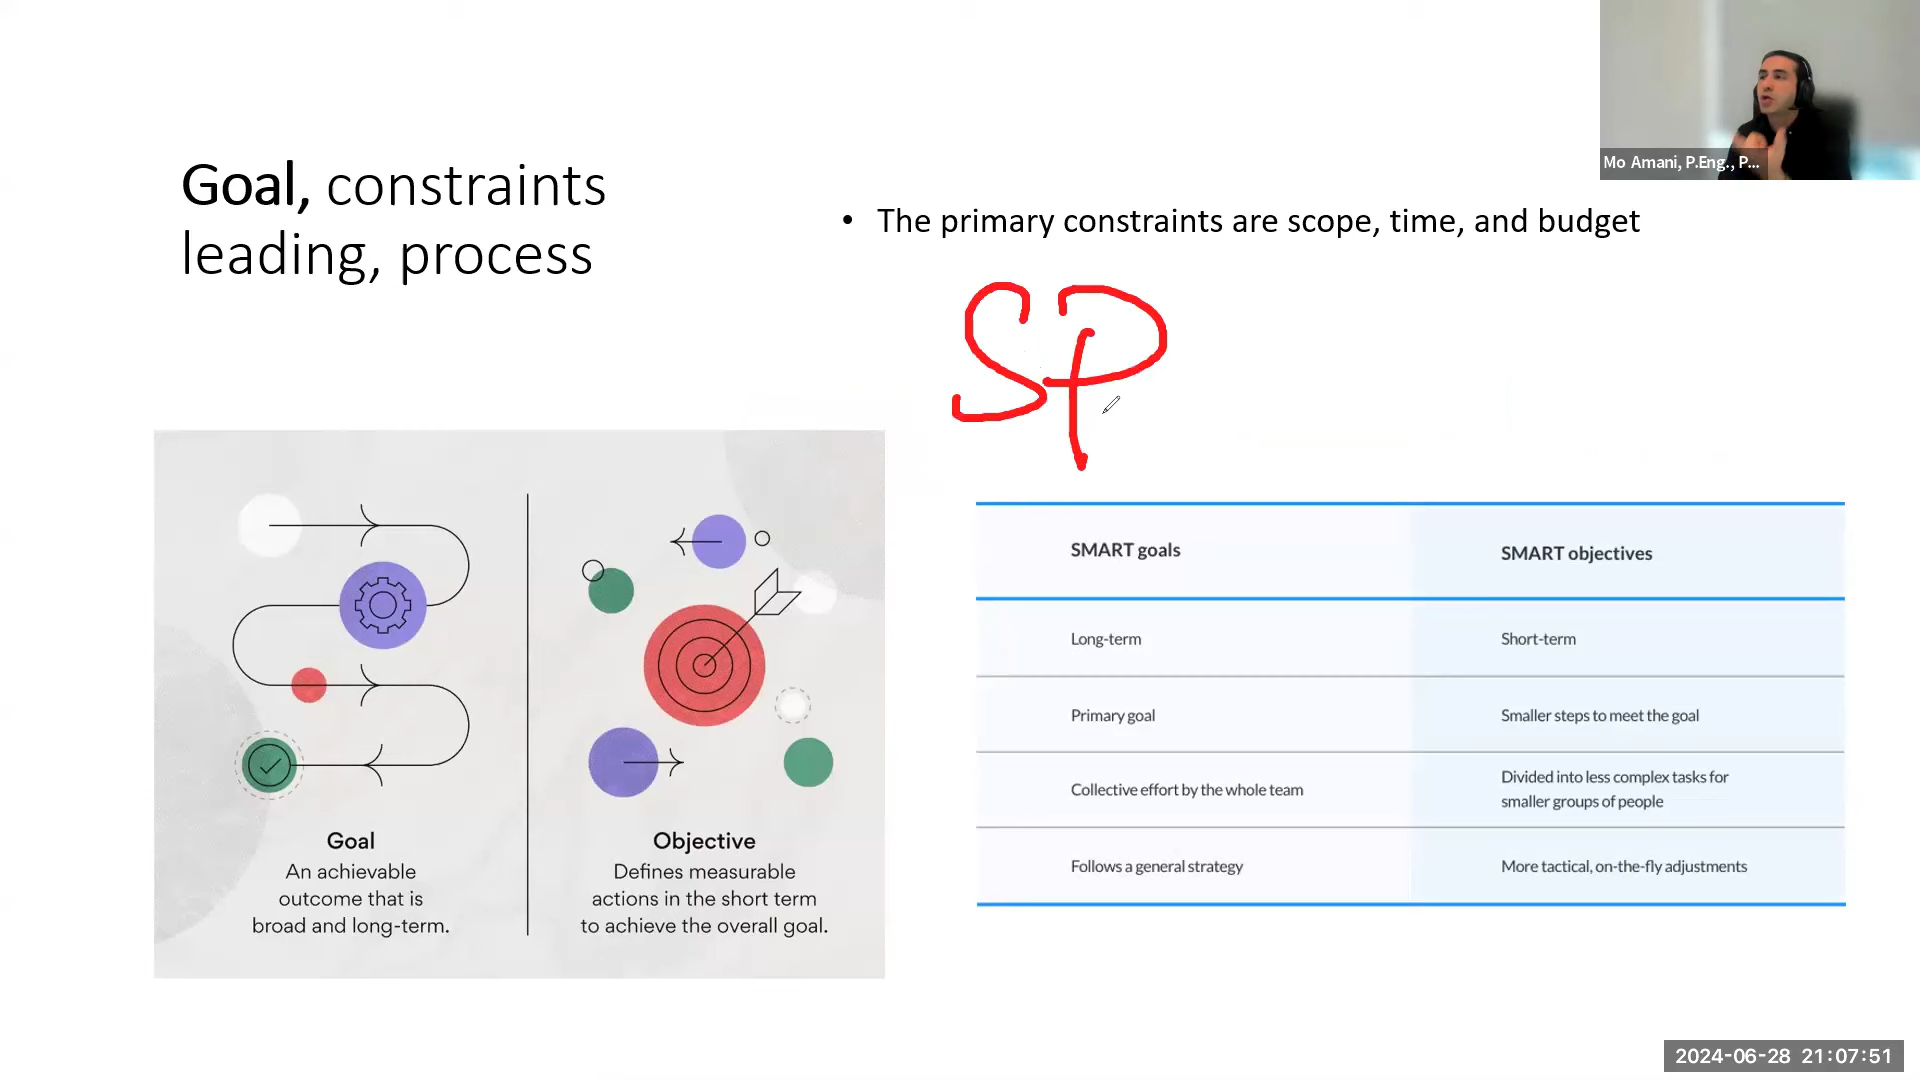 Mo Amani, P.Eng., P...
Goal, constraints
leading, process
• The primary constraints are scope, time, and budget
SP
Goal
An achievable
outcome that is
broad and long-term.
Objective
Defines measurable
actions in the short term
to achieve the overall goal.
SMART goals
SMART objectives
Long-term
Short-term
Primary goal
Smaller steps to meet the goal
Collective effort by the whole team
Divided into less complex tasks for
smaller groups of people
Follows a general strategy
More tactical, on-the-fly adjustments
2024-06-28 21:07:51